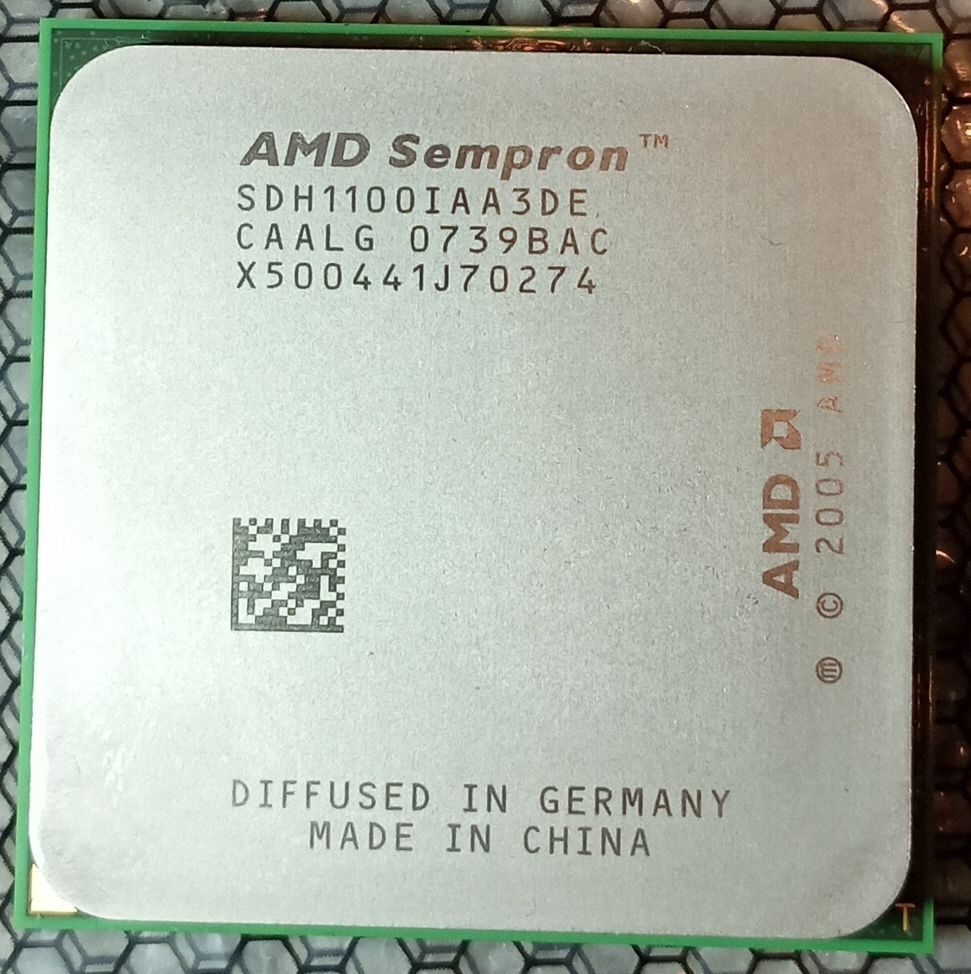 AMD Sempron™
SDH1100IAA3DE
CAALG 0739BAC
X500441J70274
AMD
ⓜ © 2005 AMD
DIFFUSED IN GERMANY
MADE IN CHINA
T